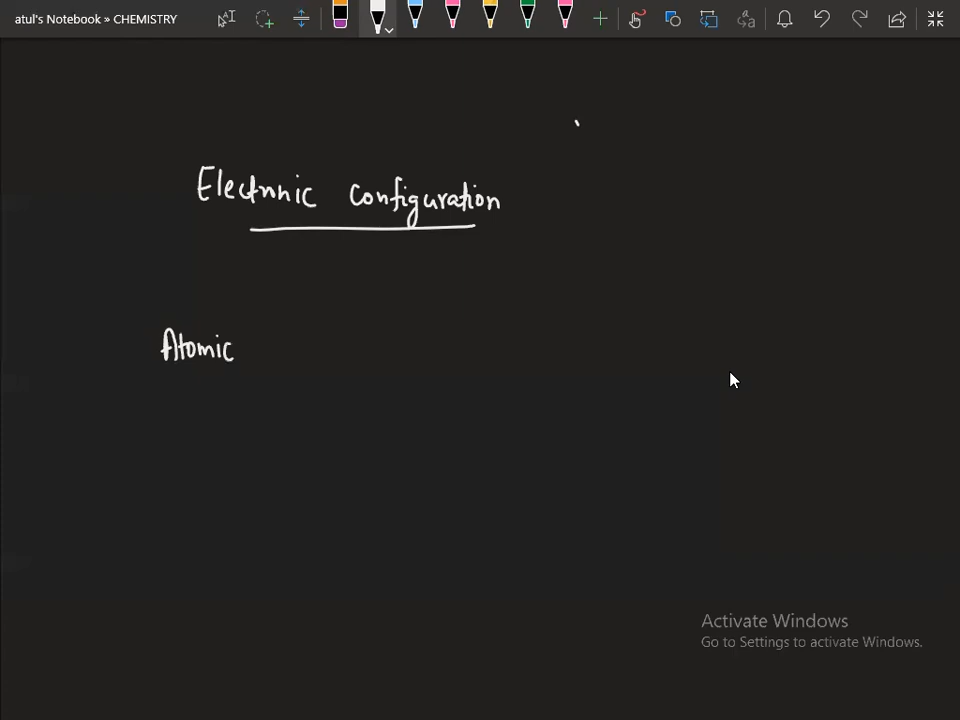 atul's Notebook » CHEMISTRY
Electronic Configuration
Atomic
Activate Windows
Go to Settings to activate Windows.